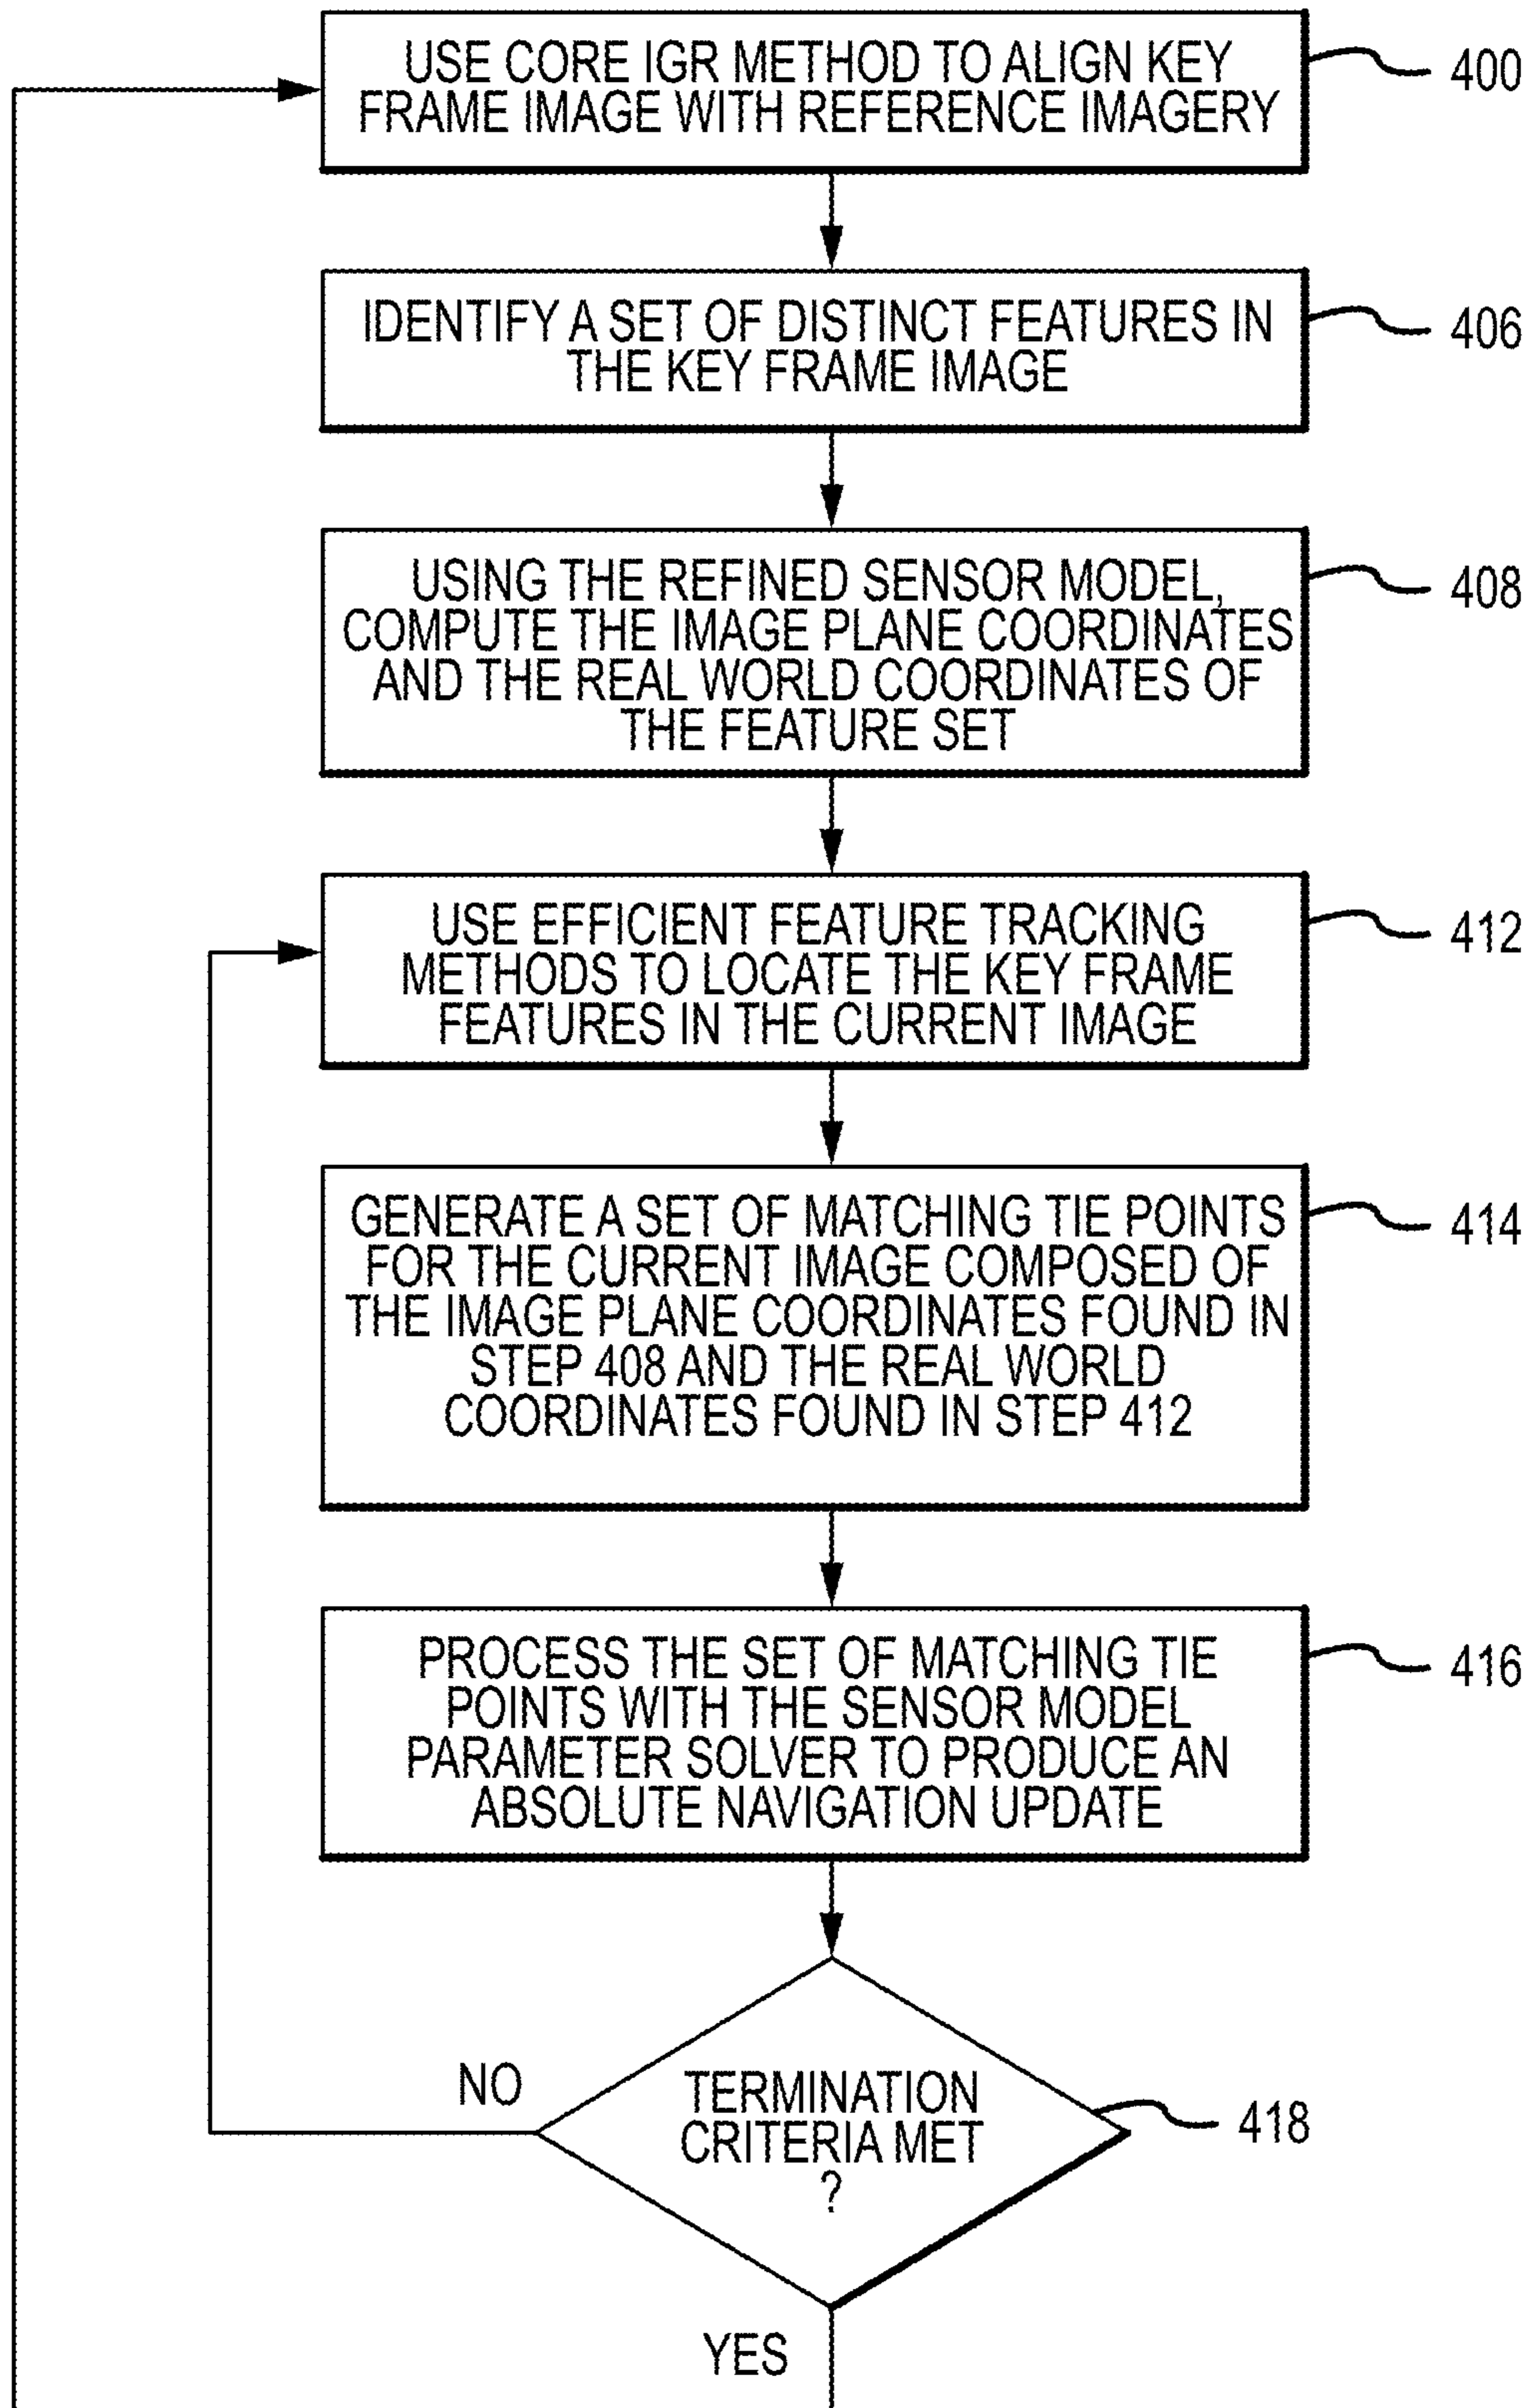 USE CORE IGR METHOD TO ALIGN KEY
FRAME IMAGE WITH REFERENCE IMAGERY
400
IDENTIFY A SET OF DISTINCT FEATURES IN
THE KEY FRAME IMAGE
406
USING THE REFINED SENSOR MODEL,
COMPUTE THE IMAGE PLANE COORDINATES
AND THE REAL WORLD COORDINATES OF
THE FEATURE SET
408
USE EFFICIENT FEATURE TRACKING
METHODS TO LOCATE THE KEY FRAME
FEATURES IN THE CURRENT IMAGE
412
GENERATE A SET OF MATCHING TIE POINTS
FOR THE CURRENT IMAGE COMPOSED OF
THE IMAGE PLANE COORDINATES FOUND IN
STEP 408 AND THE REAL WORLD
COORDINATES FOUND IN STEP 412
414
PROCESS THE SET OF MATCHING TIE
POINTS WITH THE SENSOR MODEL
PARAMETER SOLVER TO PRODUCE AN
ABSOLUTE NAVIGATION UPDATE
416
NO
TERMINATION
CRITERIA MET
?
418
YES